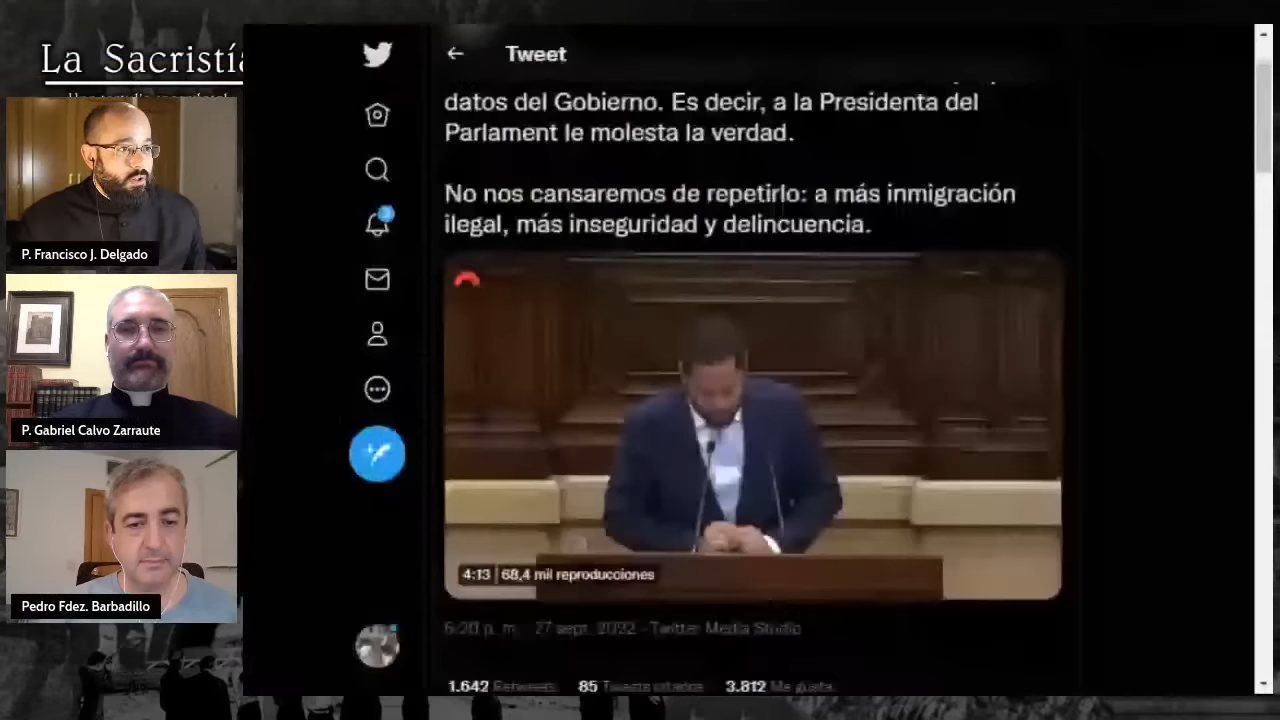 La Sacristía
P. Francisco J. Delgado
P. Gabriel Calvo Zarraute
Pedro Fdez. Barbadillo
Tweet
datos del Gobierno. Es decir, a la Presidenta del
Parlament le molesta la verdad.
No nos cansaremos de repetirlo: a más inmigración
ilegal, más inseguridad y delincuencia.
4:13 68,4 mil reproducciones
6:20 p. m. 27 sept. 2022 - Twitter Media Studio
1.642 Retweets 85 Tweets citados 3.812 Me gusta